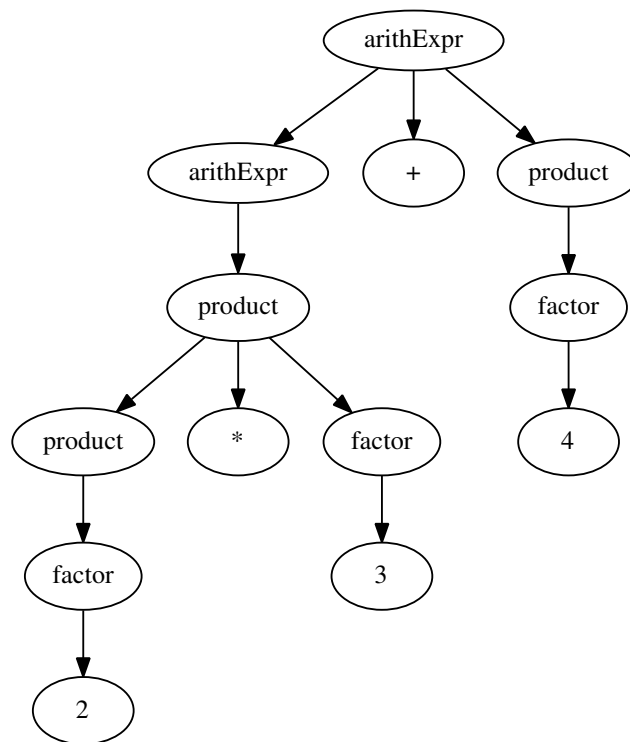 arithExpr
arithExpr + product
product factor
product * factor 4
factor 3
2